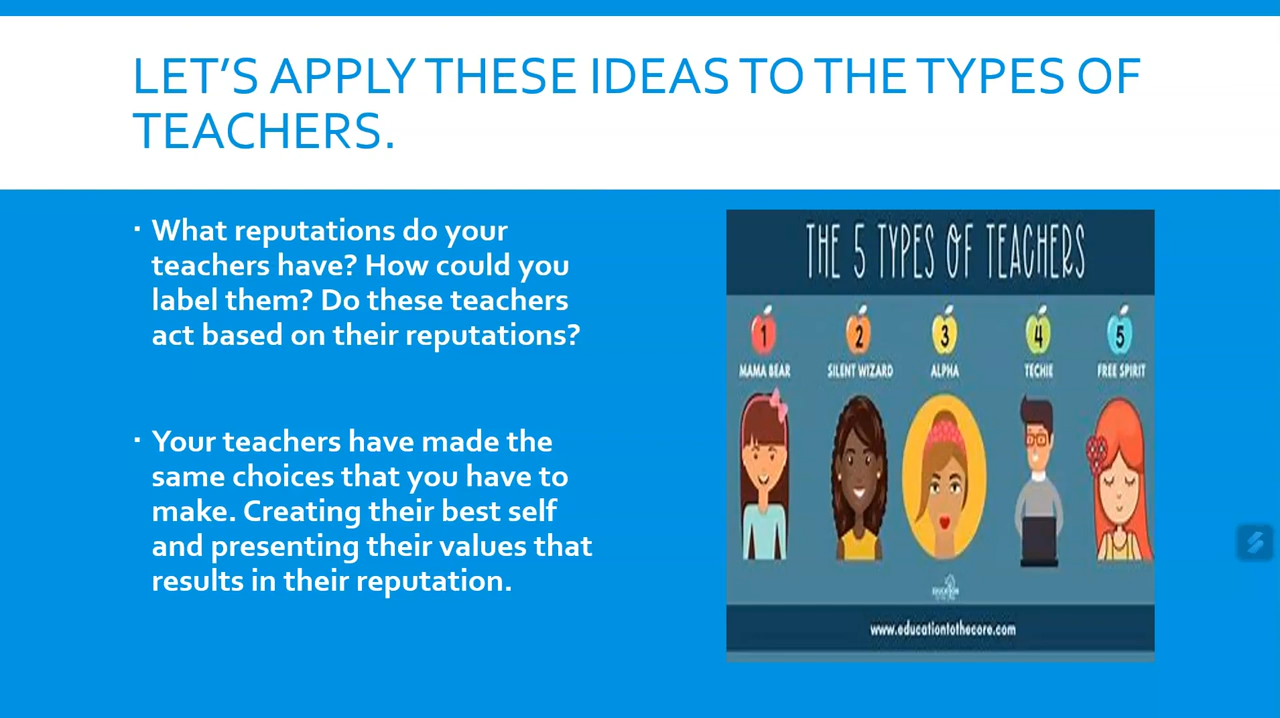 LET’S APPLY THESE IDEAS TO THE TYPES OF
TEACHERS.
▪ What reputations do your
teachers have? How could you
label them? Do these teachers
act based on their reputations?
▪ Your teachers have made the
same choices that you have to
make. Creating their best self
and presenting their values that
results in their reputation.
THE 5 TYPES OF TEACHERS
1 2 3 4 5
MAMA BEAR SILENT WIZARD ALPHA TECHIE FREE SPIRIT
www.educationtothecore.com